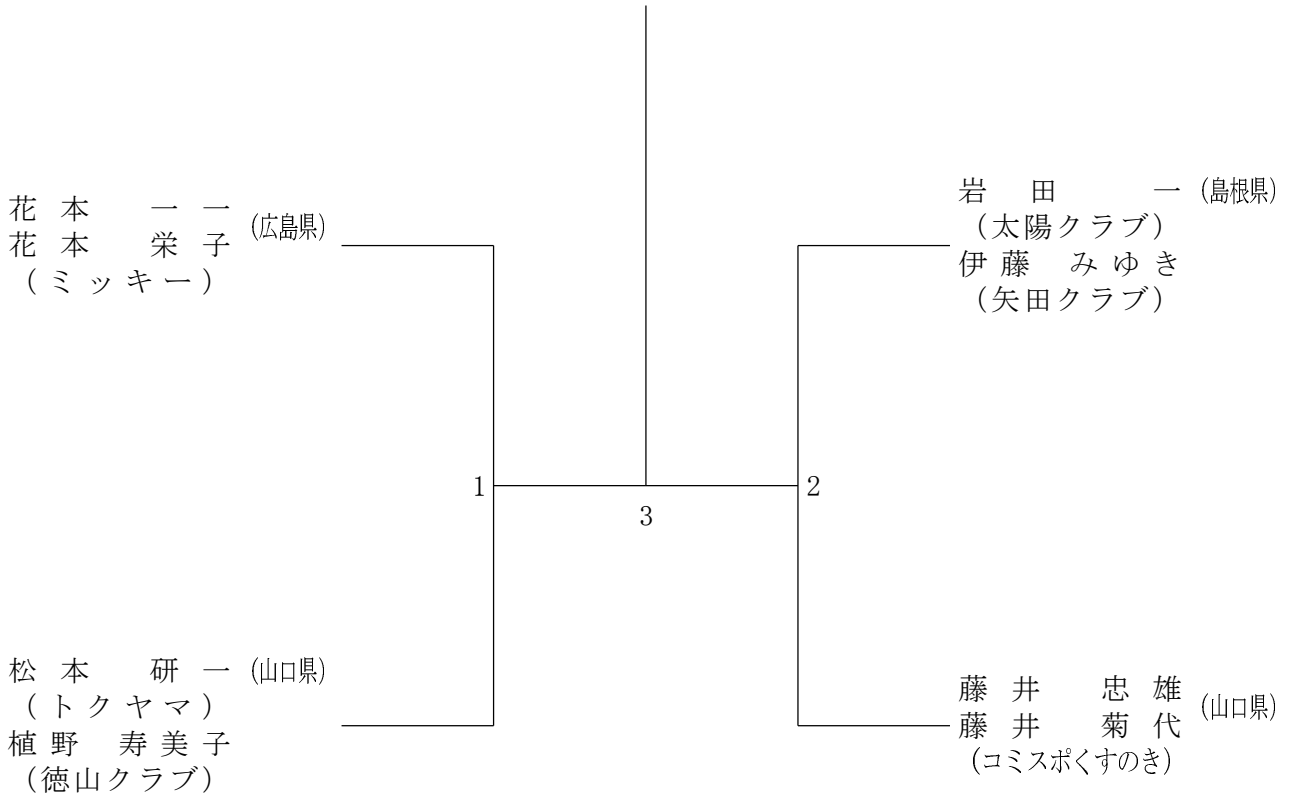 花本 一一 (広島県)
花本 栄子
(ミッキー)
松本 研一 (山口県)
(トクヤマ)
植野 寿美子
(徳山クラブ)
1
3
2
岩田 一 (島根県)
(太陽クラブ)
伊藤 みゆき
(矢田クラブ)
藤井 忠雄 (山口県)
藤井 菊代
(コミスポくすのき)